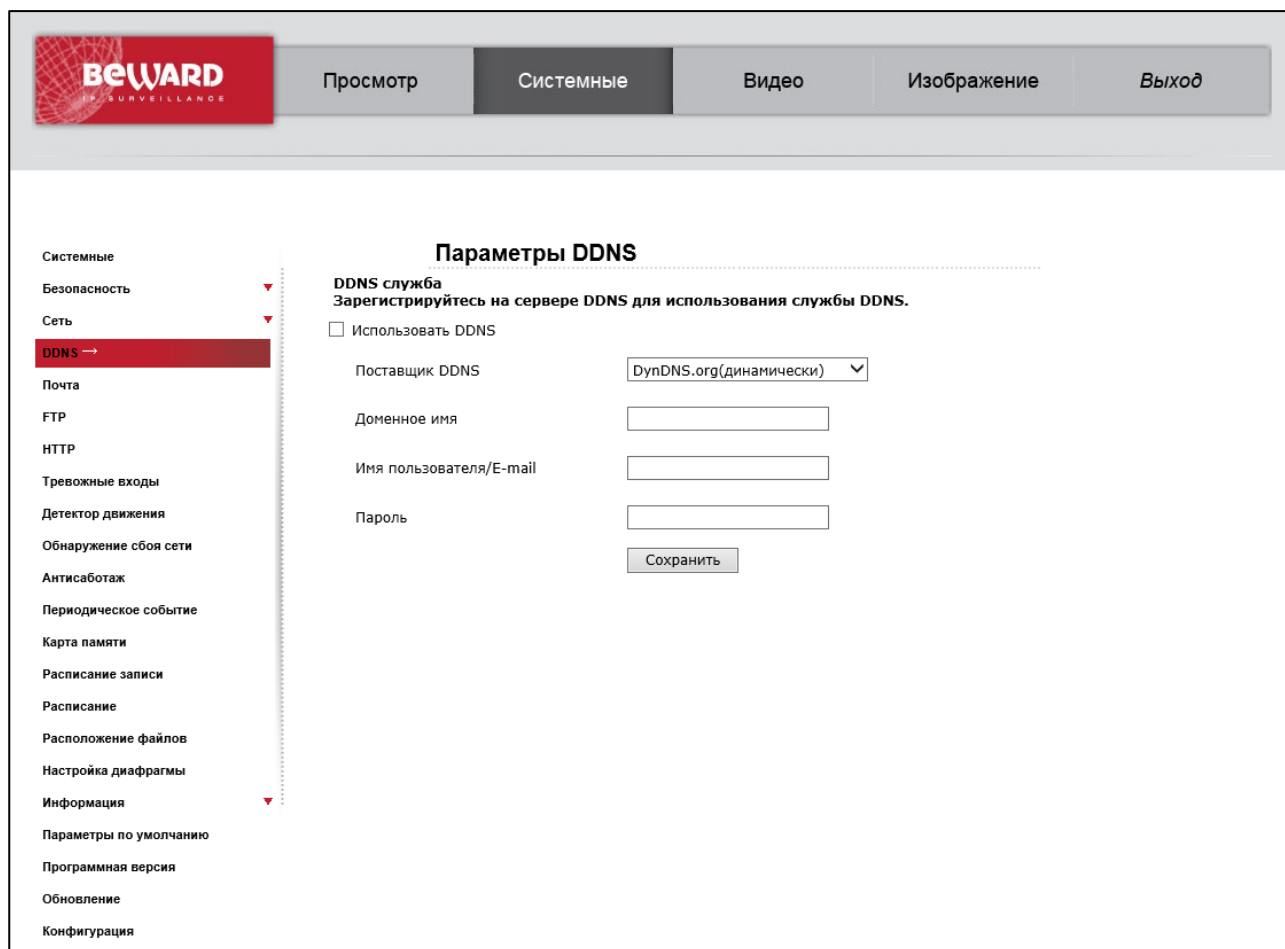 BEWARD
IP SURVEILLANCE
Просмотр
Системные
Видео
Изображение
Выход
Системные
Безопасность
Сеть
DDNS →
Почта
FTP
HTTP
Тревожные входы
Детектор движения
Обнаружение сбоя сети
Антисаботаж
Периодическое событие
Карта памяти
Расписание записи
Расписание
Расположение файлов
Настройка диафрагмы
Информация
Параметры по умолчанию
Программная версия
Обновление
Конфигурация
Параметры DDNS
DDNS служба
Зарегистрируйтесь на сервере DDNS для использования службы DDNS.
Использовать DDNS
Поставщик DDNS
DynDNS.org(динамически)
Доменное имя
Имя пользователя/E-mail
Пароль
Сохранить